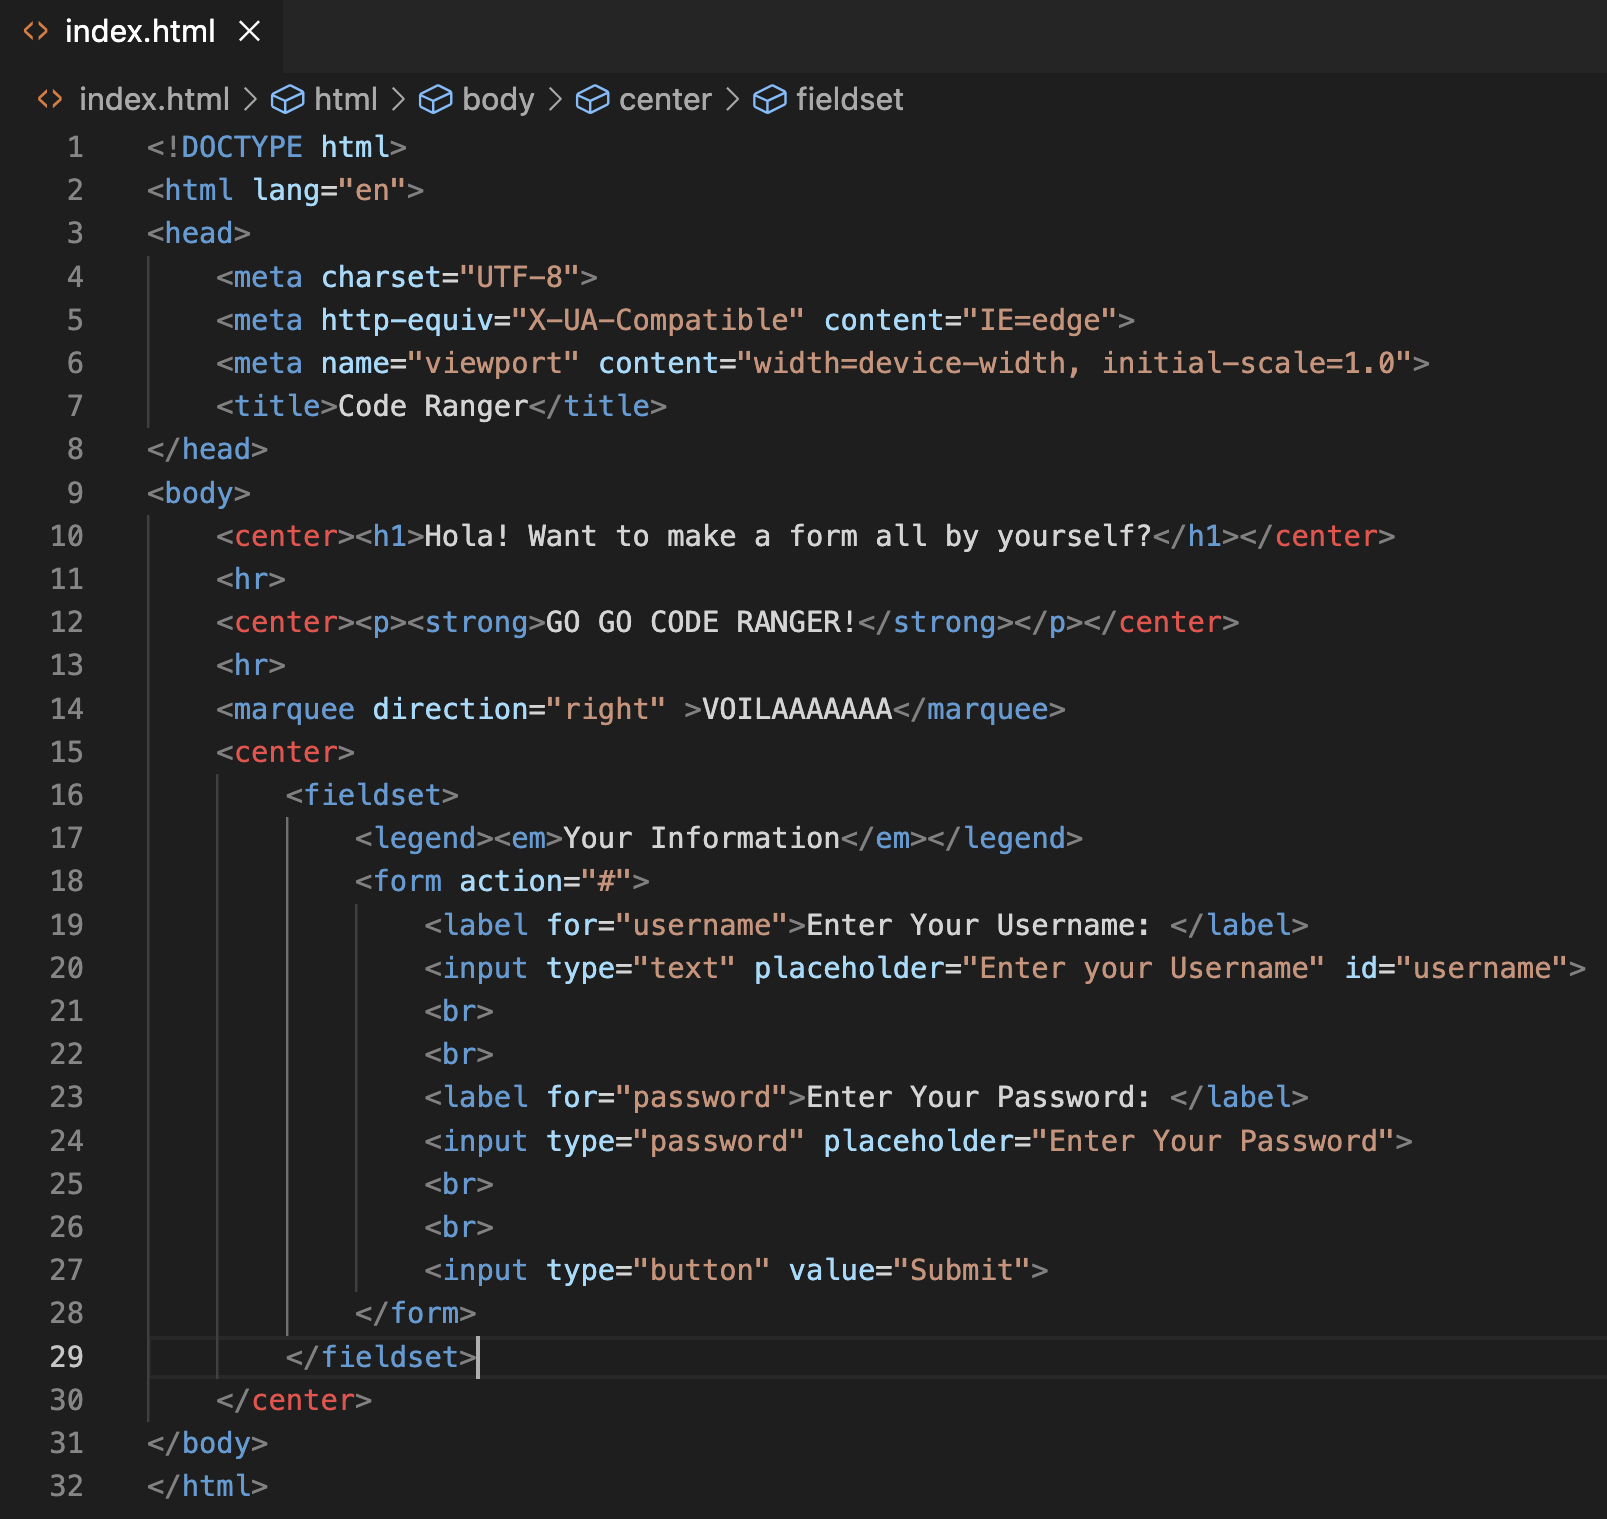 index.html
index.html > html > body > center > fieldset
1 <!DOCTYPE html>
2 <html lang="en">
3 <head>
4 <meta charset="UTF-8">
5 <meta http-equiv="X-UA-Compatible" content="IE=edge">
6 <meta name="viewport" content="width=device-width, initial-scale=1.0">
7 <title>Code Ranger</title>
8 </head>
9 <body>
10 <center><h1>Hola! Want to make a form all by yourself?</h1></center>
11 <hr>
12 <center><p><strong>GO GO CODE RANGER!</strong></p></center>
13 <hr>
14 <marquee direction="right" >VOILAAAAAAA</marquee>
15 <center>
16 <fieldset>
17 <legend><em>Your Information</em></legend>
18 <form action="#">
19 <label for="username">Enter Your Username: </label>
20 <input type="text" placeholder="Enter your Username" id="username">
21 <br>
22 <br>
23 <label for="password">Enter Your Password: </label>
24 <input type="password" placeholder="Enter Your Password">
25 <br>
26 <br>
27 <input type="button" value="Submit">
28 </form>
29 </fieldset>
30 </center>
31 </body>
32 </html>